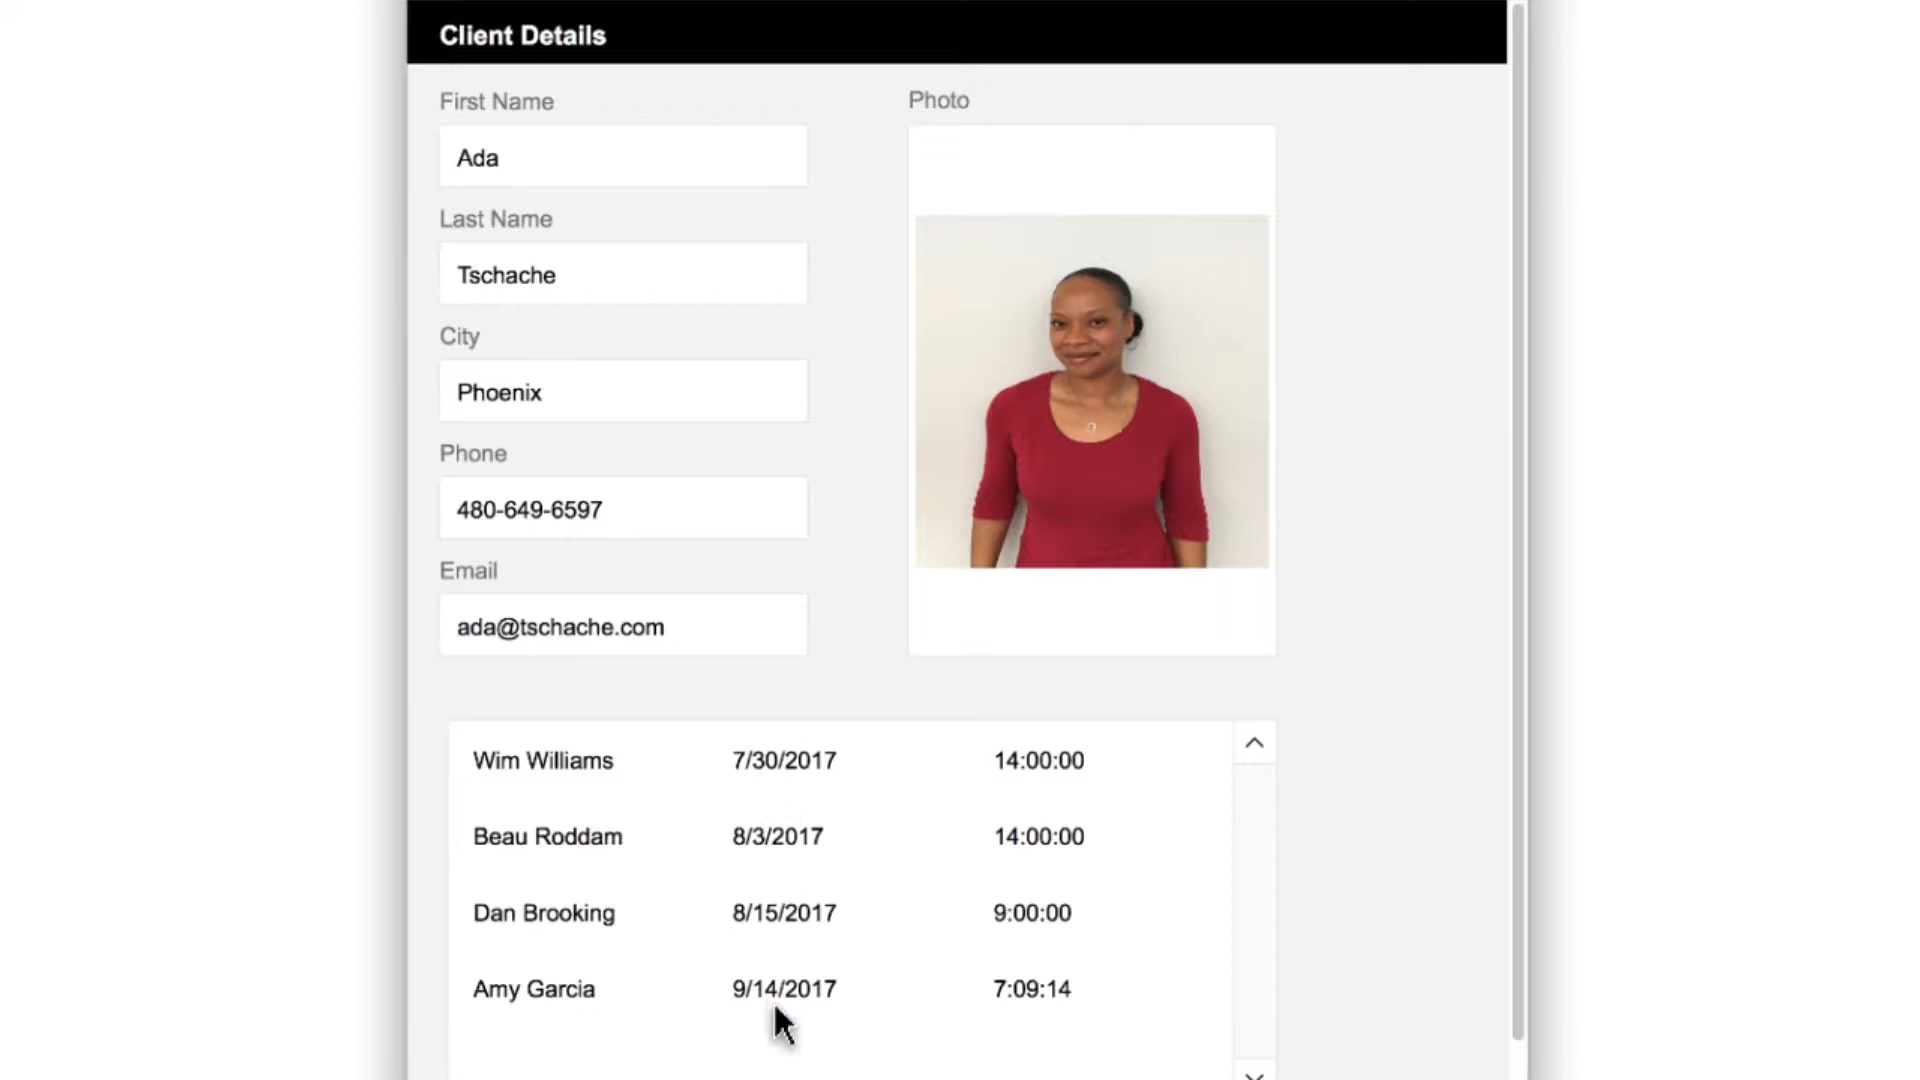 Client Details
First Name
Photo
Ada
Last Name
Tschache
City
Phoenix
Phone
480-649-6597
Email
ada@tschache.com
Wim Williams 7/30/2017 14:00:00
Beau Roddam 8/3/2017 14:00:00
Dan Brooking 8/15/2017 9:00:00
Amy Garcia 9/14/2017 7:09:14